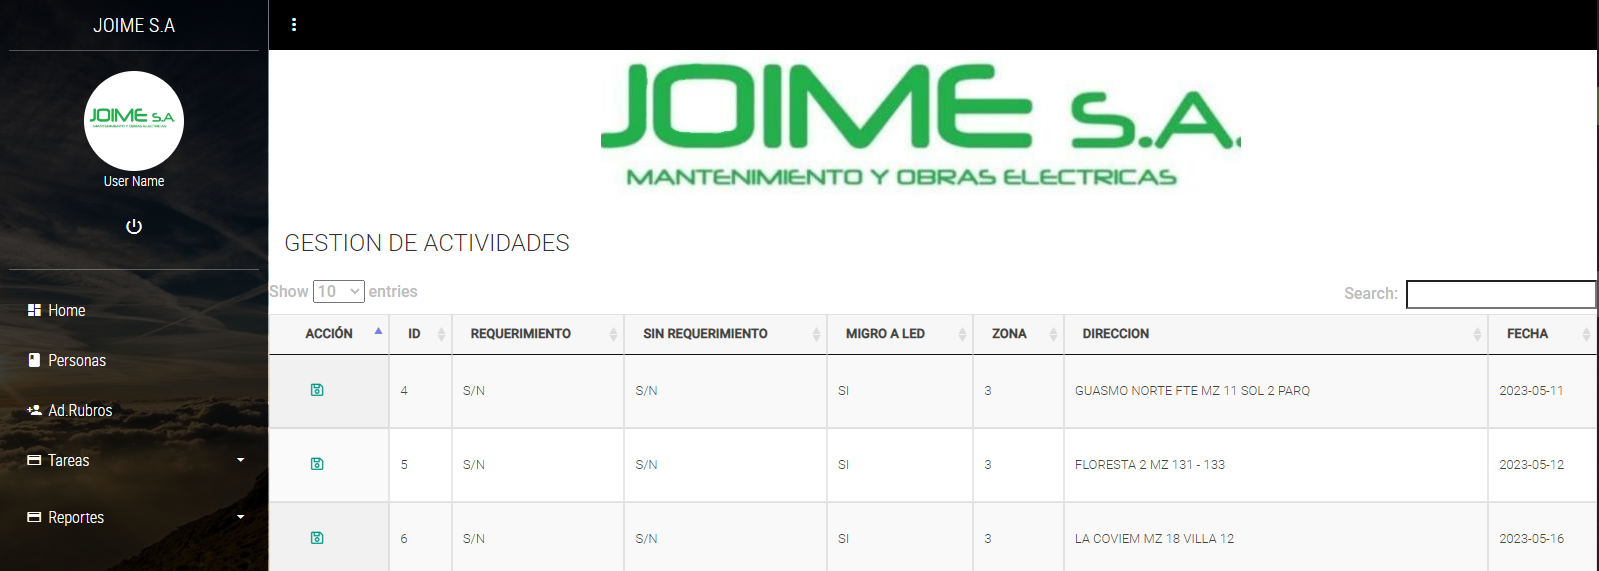 JOIME S.A
JOIME S.A.
MANTENIMIENTO Y OBRAS ELECTRICAS
User Name
Home
Personas
Ad.Rubros
Tareas
Reportes
JOIME S.A.
MANTENIMIENTO Y OBRAS ELECTRICAS
GESTION DE ACTIVIDADES
Show 10 entries Search:
ACCIÓN ID REQUERIMIENTO SIN REQUERIMIENTO MIGRO A LED ZONA DIRECCION FECHA
4 S/N S/N SI 3 GUASMO NORTE FTE MZ 11 SOL 2 PARQ 2023-05-11
5 S/N S/N SI 3 FLORESTA 2 MZ 131 - 133 2023-05-12
6 S/N S/N SI 3 LA COVIEM MZ 18 VILLA 12 2023-05-16